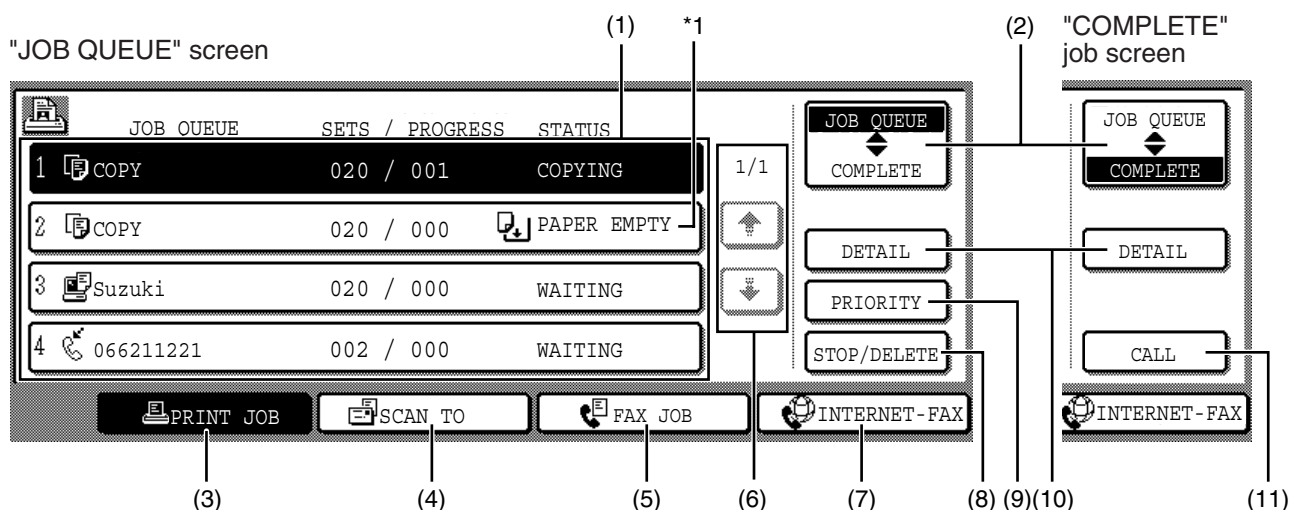 (1) *1 (2) "COMPLETE"
"JOB QUEUE" screen job screen
JOB QUEUE SETS / PROGRESS STATUS
1 COPY 020 / 001 COPYING
2 COPY 020 / 000 PAPER EMPTY
3 Suzuki 020 / 000 WAITING
4 066211221 002 / 000 WAITING
1/1
JOB QUEUE
COMPLETE
DETAIL
PRIORITY
STOP/DELETE
JOB QUEUE
COMPLETE
DETAIL
CALL
PRINT JOB SCAN TO FAX JOB INTERNET-FAX INTERNET-FAX
(3) (4) (5) (6) (7) (8) (9)(10) (11)